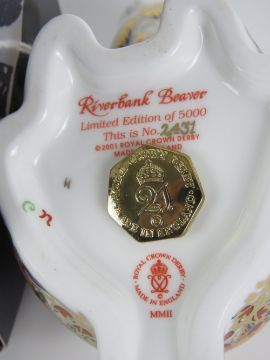 Riverbank Beaver
Limited Edition of 5000
This is No. 2431
© 2001 ROYAL CROWN DERBY
MADE IN ENGLAND
21
ROYAL CROWN DERBY
MADE IN ENGLAND
MMII